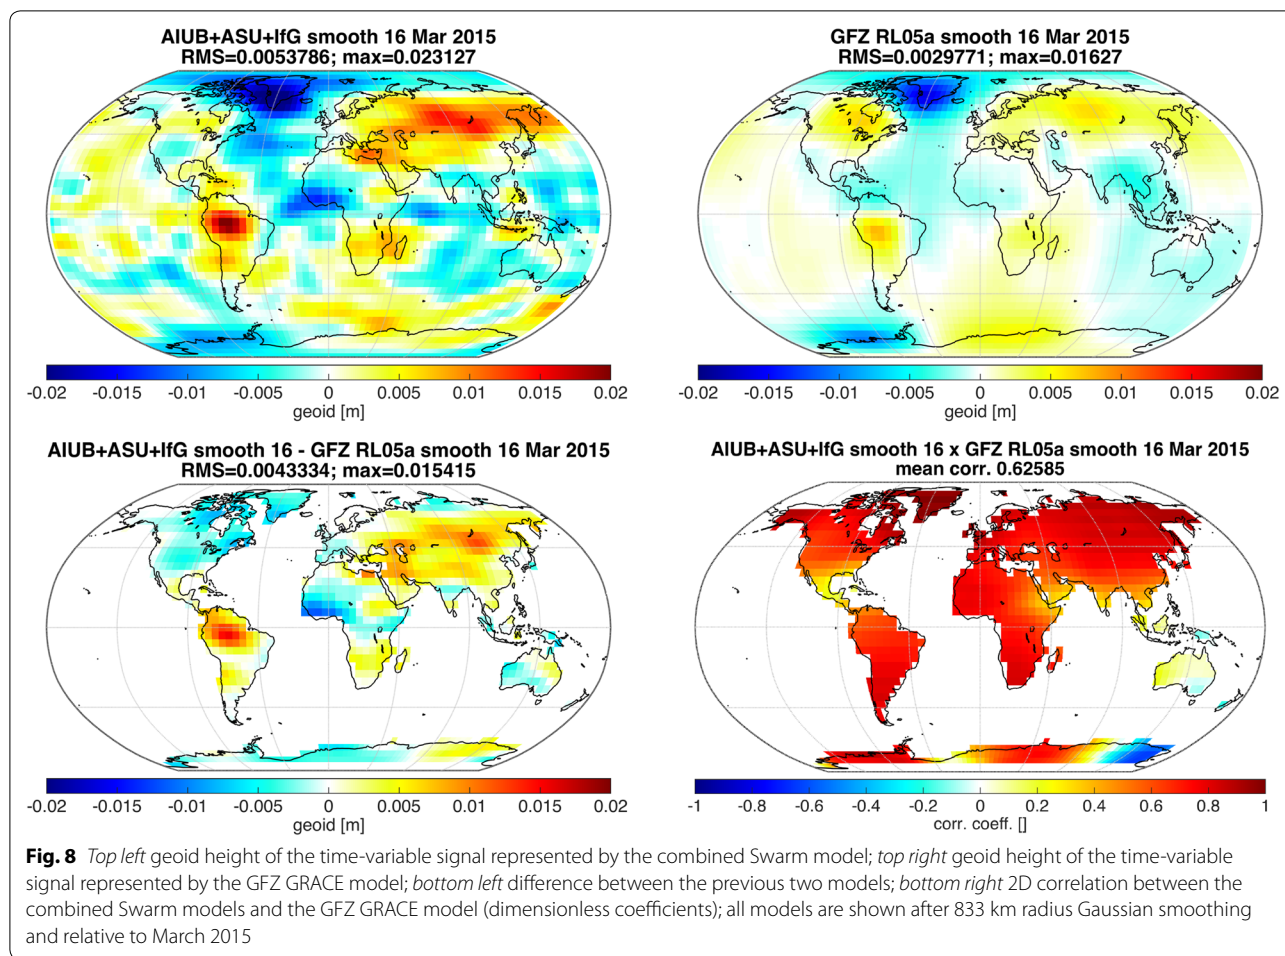 AIUB+ASU+IfG smooth 16 Mar 2015
RMS=0.0053786; max=0.023127
-0.02 -0.015 -0.01 -0.005 0 0.005 0.01 0.015 0.02
geoid [m]
GFZ RL05a smooth 16 Mar 2015
RMS=0.0029771; max=0.01627
-0.02 -0.015 -0.01 -0.005 0 0.005 0.01 0.015 0.02
geoid [m]
AIUB+ASU+IfG smooth 16 - GFZ RL05a smooth 16 Mar 2015
RMS=0.0043334; max=0.015415
-0.02 -0.015 -0.01 -0.005 0 0.005 0.01 0.015 0.02
geoid [m]
AIUB+ASU+IfG smooth 16 x GFZ RL05a smooth 16 Mar 2015
mean corr. 0.62585
-1 -0.8 -0.6 -0.4 -0.2 0 0.2 0.4 0.6 0.8 1
corr. coeff. []
Fig. 8 Top left geoid height of the time-variable signal represented by the combined Swarm model; top right geoid height of the time-variable
signal represented by the GFZ GRACE model; bottom left difference between the previous two models; bottom right 2D correlation between the
combined Swarm models and the GFZ GRACE model (dimensionless coefficients); all models are shown after 833 km radius Gaussian smoothing
and relative to March 2015